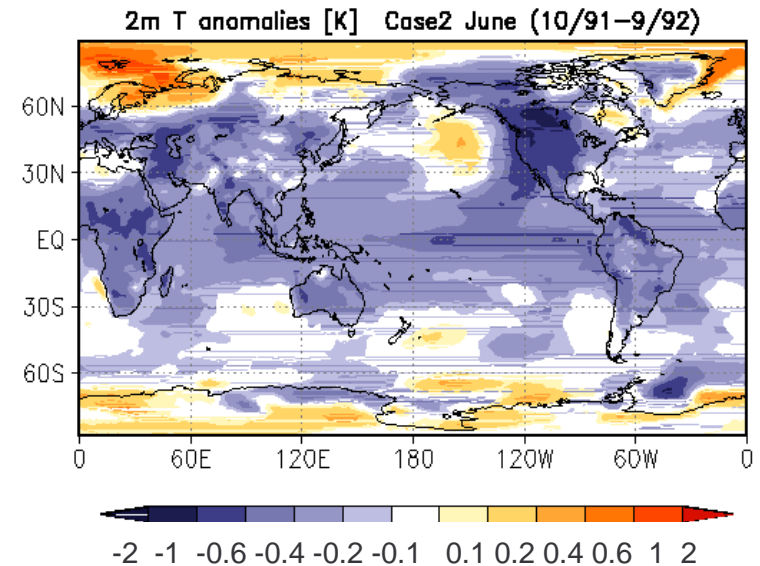 2m T anomalies [K] Case2 June (10/91−9/92)
60N
30N
EQ
30S
60S
0 60E 120E 180 120W 60W 0
-2 -1 -0.6 -0.4 -0.2 -0.1 0.1 0.2 0.4 0.6 1 2